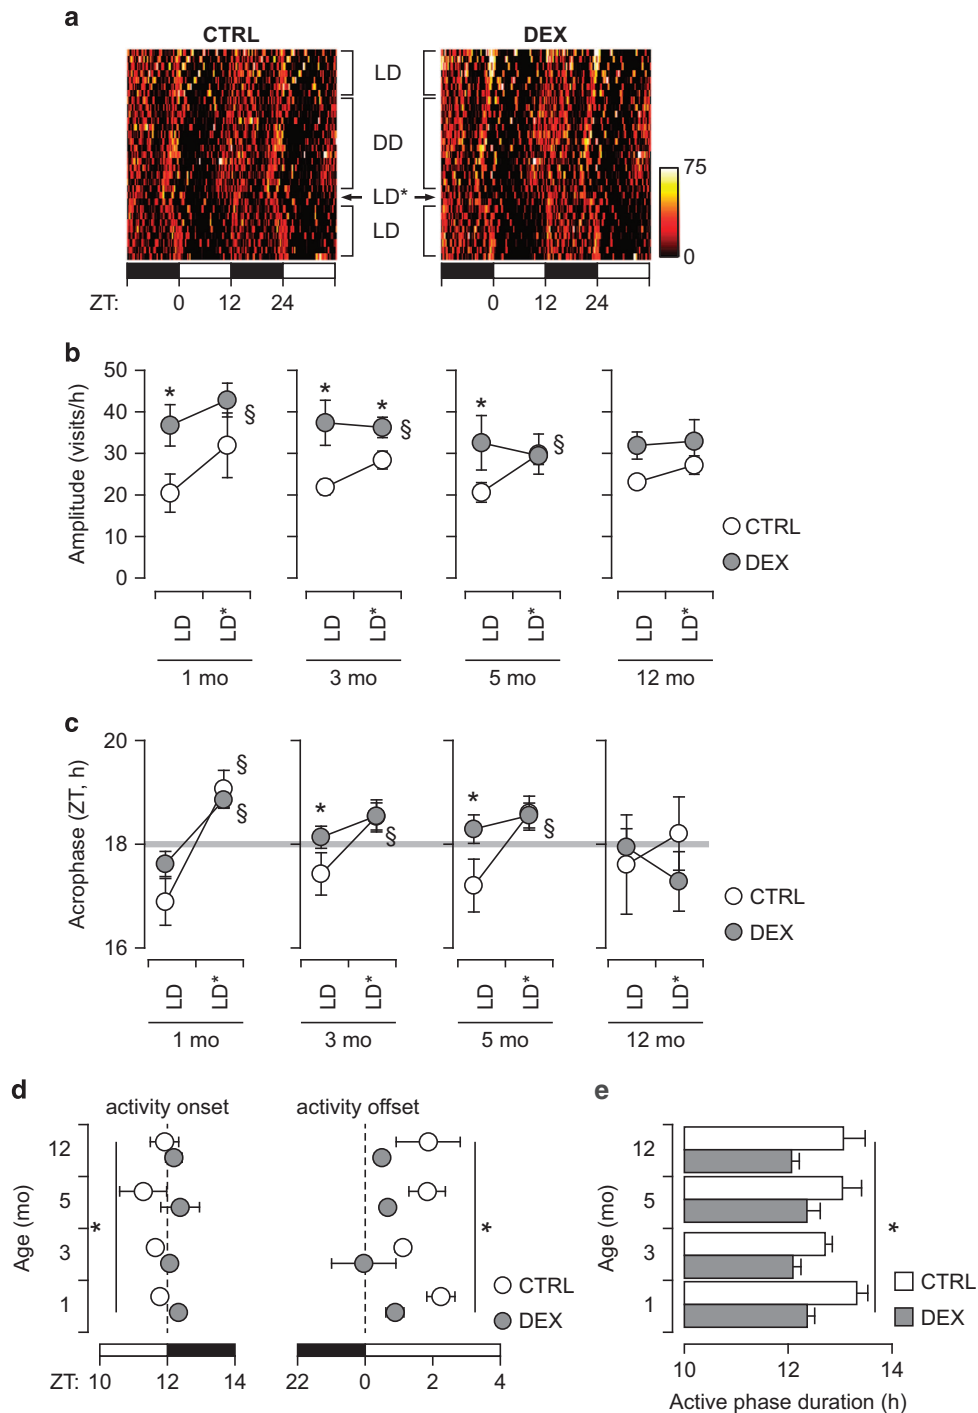 a
CTRL
DEX
LD
DD
LD*
LD
75
0
ZT: 0 12 24
0 12 24
b
Amplitude (visits/h)
50
40
30
20
10
0
* § * * § * §
CTRL
DEX
LD LD* LD LD* LD LD* LD LD*
1 mo 3 mo 5 mo 12 mo
c
Acrophase (ZT, h)
20
18
16
§ § * § * §
CTRL
DEX
LD LD* LD LD* LD LD* LD LD*
1 mo 3 mo 5 mo 12 mo
d
activity onset
activity offset
Age (mo)
12
5
3
1
*
*
CTRL
DEX
ZT: 10 12 14
22 0 2 4
e
Age (mo)
12
5
3
1
*
CTRL
DEX
10 12 14
Active phase duration (h)